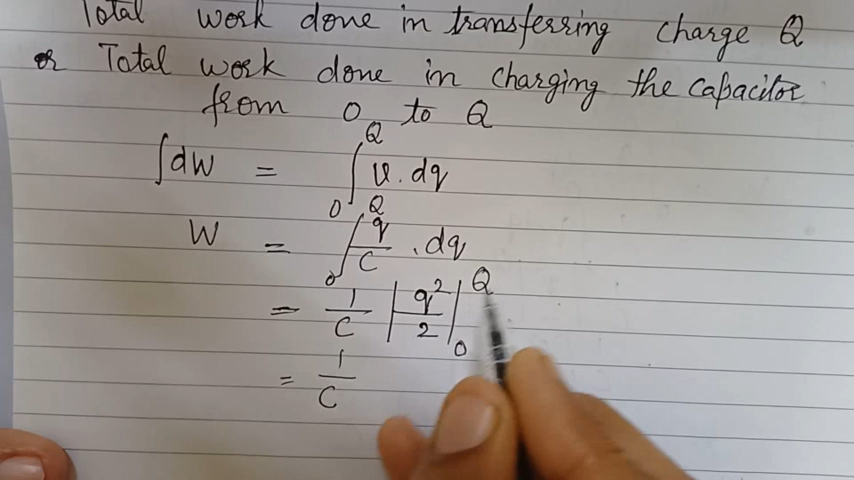 Total work done in transferring charge Q
or Total work done in charging the capacitor
from 0 to Q
∫dW = ∫₀^Q v.dq
W = ∫₀^Q q/C .dq
= 1/C |q²/2|₀^Q
= 1/C